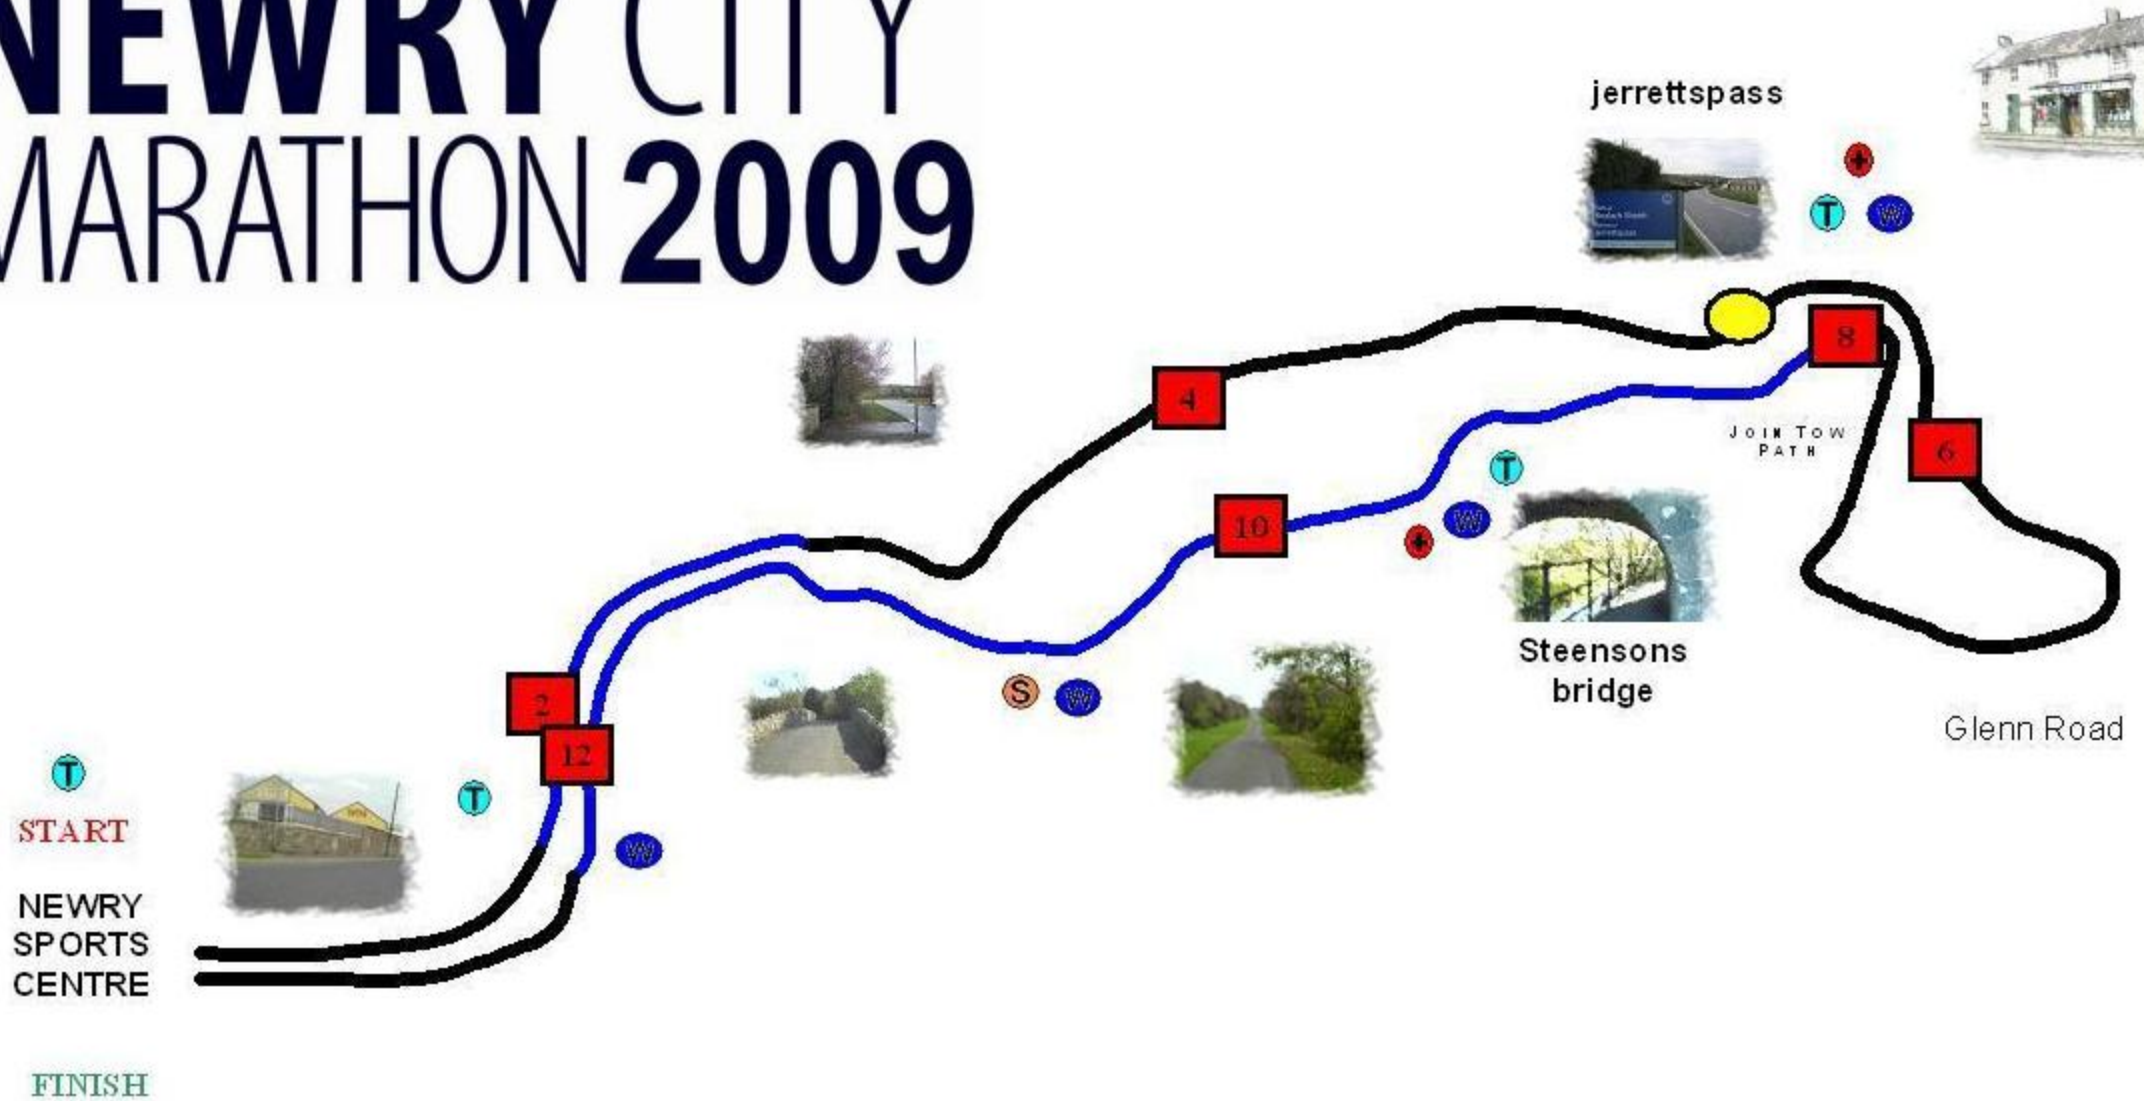 NEWRY CITY
MARATHON 2009
jerrettspass
T
W
8
4
6
JOIN TOW
PATH
T
W
10
Steensons
bridge
2
S
W
12
Glenn Road
T
T
START
W
NEWRY
SPORTS
CENTRE
FINISH